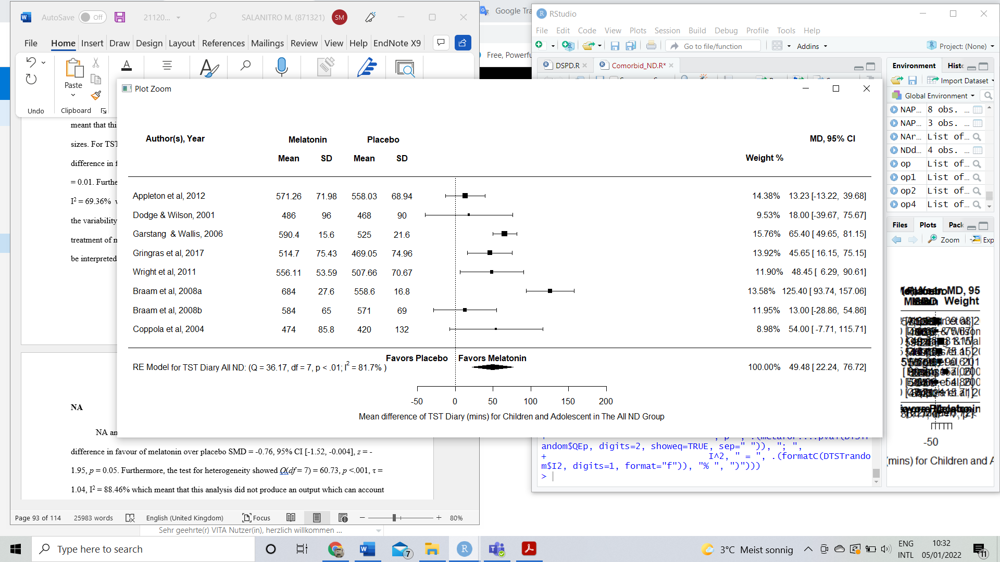 AutoSave Off 21120... SALANITRO M. (871321) SM
File Home Insert Draw Design Layout References Mailings Review View Help EndNote X9
Paste
Undo Clipboard
sizes. For TST
difference in f
= 0.01. Furthe
I² = 69.36%
the variability
treatment of
be interpreted
Plot Zoom
Author(s), Year Melatonin Placebo MD, 95% CI
Mean SD Mean SD Weight %
Appleton et al, 2012 571.26 71.98 558.03 68.94 14.38% 13.23 [-13.22, 39.68]
Dodge & Wilson, 2001 486 96 468 90 9.53% 18.00 [-39.67, 75.67]
Garstang & Wallis, 2006 590.4 15.6 525 21.6 15.76% 65.40 [ 49.65, 81.15]
Gringras et al, 2017 514.7 75.43 469.05 74.96 13.92% 45.65 [ 16.15, 75.15]
Wright et al, 2011 556.11 53.59 507.66 70.67 11.90% 48.45 [ 6.29, 90.61]
Braam et al, 2008a 684 27.6 558.6 16.8 13.58% 125.40 [ 93.74, 157.06]
Braam et al, 2008b 584 65 571 69 11.95% 13.00 [-28.86, 54.86]
Coppola et al, 2004 474 85.8 420 132 8.98% 54.00 [ -7.71, 115.71]
Favors Placebo Favors Melatonin
RE Model for TST Diary All ND: (Q = 36.17, df = 7, p < .01; I² = 81.7% ) 100.00% 49.48 [ 22.24, 76.72]
-50 0 50 100 150 200
Mean difference of TST Diary (mins) for Children and Adolescent in The All ND Group
NA
NA an
difference in favour of melatonin over placebo SMD = -0.76, 95% CI [-1.52, -0.004], z = -
1.95, p = 0.05. Furthermore, the test for heterogeneity showed Q(df = 7) = 60.73, p <.001, τ =
1.04, I² = 88.46% which meant that this analysis did not produce an output which can account
Page 93 of 114 25983 words English (United Kingdom) Focus 80%
Sehr geehrte(r) VITA Nutzer(in), herzlich willkommen ...
Google Tra
Free, Powerfu
RStudio
File Edit Code View Plots Session Build Debug Profile Tools Help
Go to file/function Addins Project: (None)
DSPD.R Comorbid_ND.R*
Environment Histo
Import Dataset
Global Environment
NAP... 8 obs. ...
NAP... 3 obs. ...
NAr... List of...
NDd... 4 obs. ...
op List of...
op1 List of...
op2 List of...
op4 List of...
Files Plots Pack
Zoom Exp
MD, 95
Weight
-50
(mins) for Children and A
andom$QEp, digits=2, showeq=TRUE, sep=" ")), "; ",
+ I^2, " = ", .(formatC(DTSTrando
m$I2, digits=1, format="f")), "% ", ")")))
>
Type here to search
7
3°C Meist sonnig
ENG
INTL
10:32
05/01/2022
11